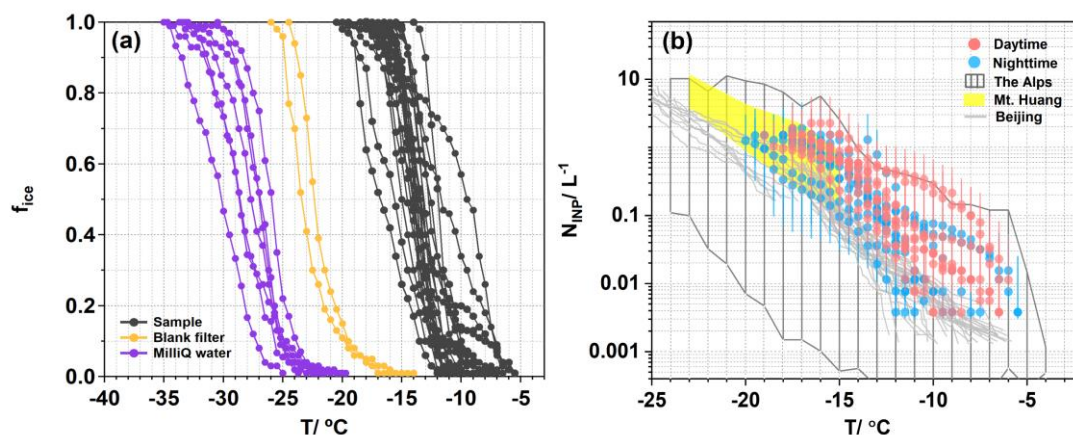 (a)
1.0
0.8
0.6
0.4
0.2
0.0
f_ice
Sample
Blank filter
MilliQ water
-40 -35 -30 -25 -20 -15 -10 -5
T/ °C
(b)
10
1
0.1
0.01
0.001
N_INP/ L⁻¹
Daytime
Nighttime
The Alps
Mt. Huang
Beijing
-25 -20 -15 -10 -5
T/ °C